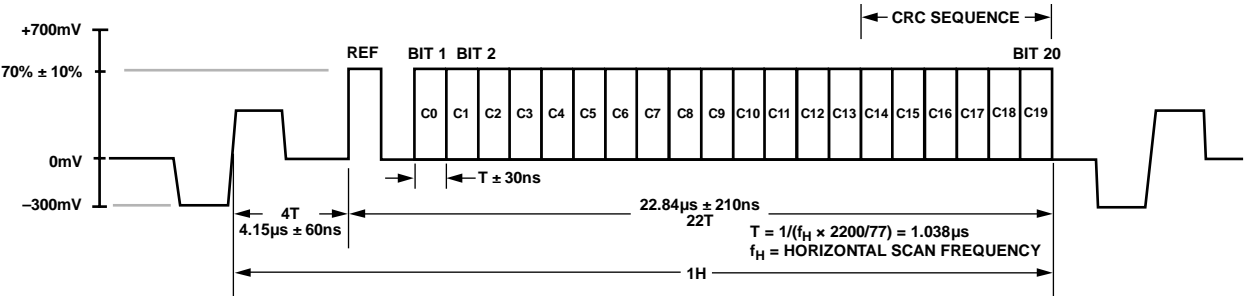 CRC SEQUENCE
+700mV
REF
BIT 1
BIT 2
BIT 20
70% ± 10%
C0 C1 C2 C3 C4 C5 C6 C7 C8 C9 C10 C11 C12 C13 C14 C15 C16 C17 C18 C19
0mV
T ± 30ns
–300mV
4T
4.15µs ± 60ns
22.84µs ± 210ns
22T
T = 1/(fH × 2200/77) = 1.038µs
fH = HORIZONTAL SCAN FREQUENCY
1H